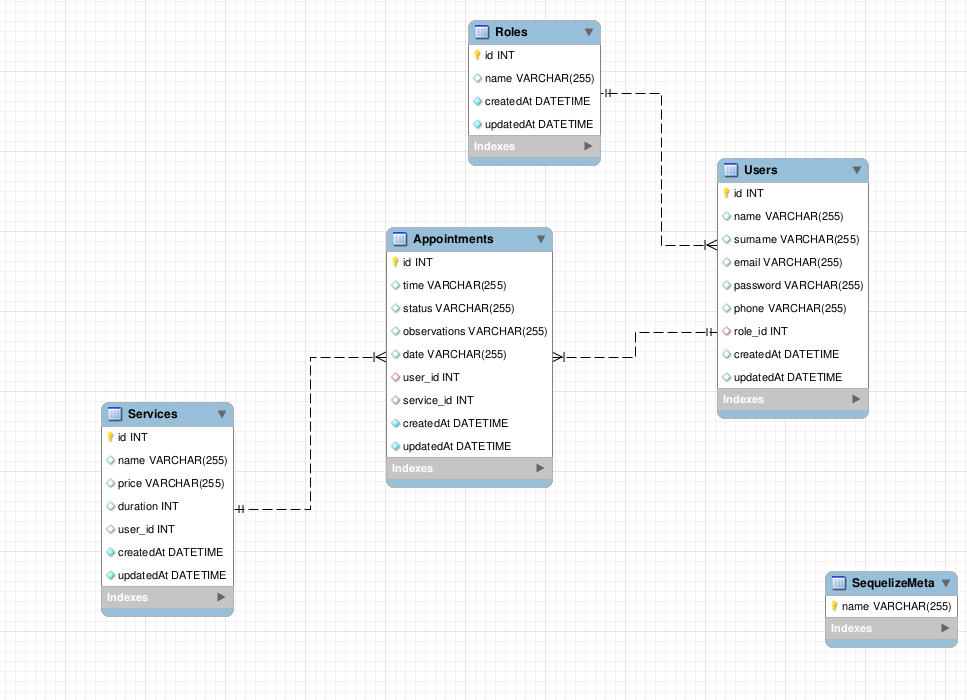 Roles
id INT
name VARCHAR(255)
createdAt DATETIME
updatedAt DATETIME
Indexes
Users
id INT
name VARCHAR(255)
surname VARCHAR(255)
email VARCHAR(255)
password VARCHAR(255)
phone VARCHAR(255)
role_id INT
createdAt DATETIME
updatedAt DATETIME
Indexes
Appointments
id INT
time VARCHAR(255)
status VARCHAR(255)
observations VARCHAR(255)
date VARCHAR(255)
user_id INT
service_id INT
createdAt DATETIME
updatedAt DATETIME
Indexes
Services
id INT
name VARCHAR(255)
price VARCHAR(255)
duration INT
user_id INT
createdAt DATETIME
updatedAt DATETIME
Indexes
SequelizeMeta
name VARCHAR(255)
Indexes